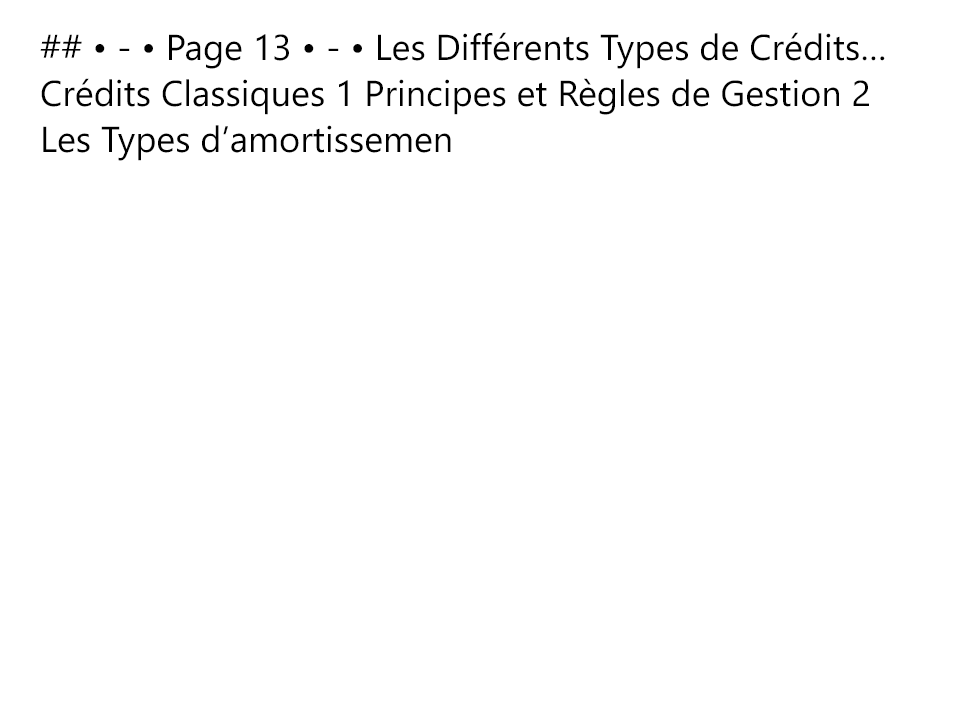 ## • - • Page 13 • - • Les Différents Types de Crédits...
Crédits Classiques 1 Principes et Règles de Gestion 2
Les Types d’amortissemen